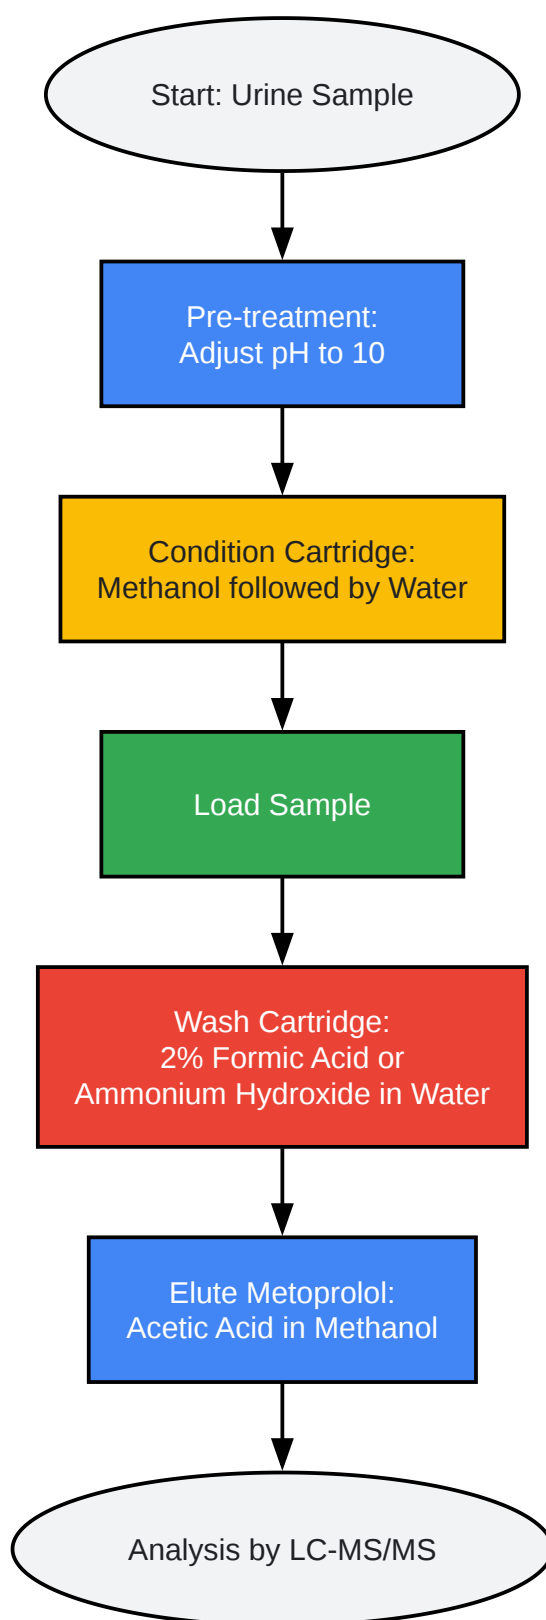 Start: Urine Sample
Pre-treatment:
Adjust pH to 10
Condition Cartridge:
Methanol followed by Water
Load Sample
Wash Cartridge:
2% Formic Acid or
Ammonium Hydroxide in Water
Elute Metoprolol:
Acetic Acid in Methanol
Analysis by LC-MS/MS